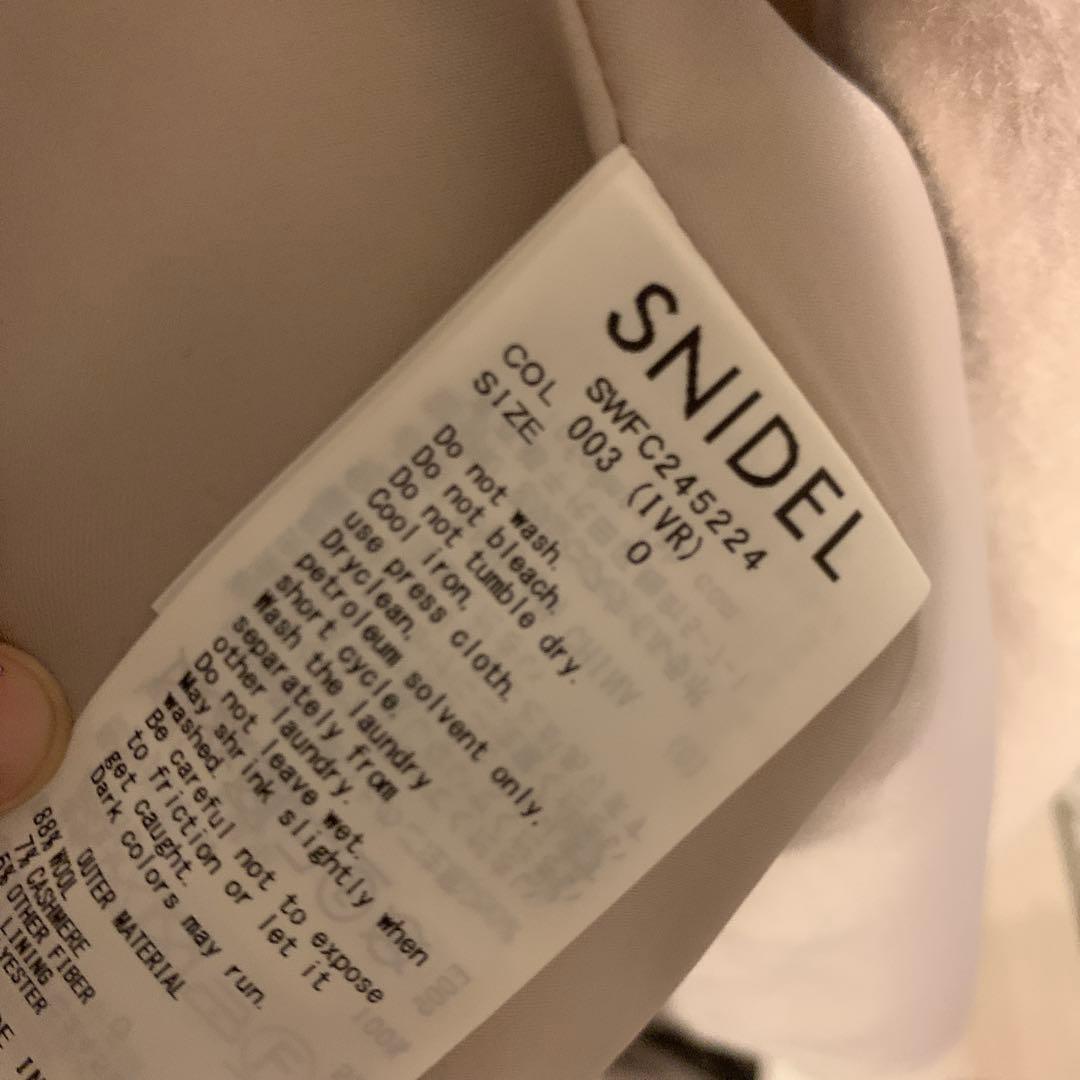 SNIDEL
SWFC245224
COL 003 (IVR)
SIZE 0
Do not wash.
Do not bleach.
Do not tumble dry.
Cool iron.
use press cloth.
Dryclean.
petroleum solvent only.
short cycle.
Wash the laundry
separately from
other laundry.
Do not leave wet.
May shrink slightly when
washed.
Be careful not to expose
to friction or let it
get caught.
Dark colors may run.
OUTER MATERIAL
88% WOOL
7% CASHMERE
5% OTHER FIBER
LINING